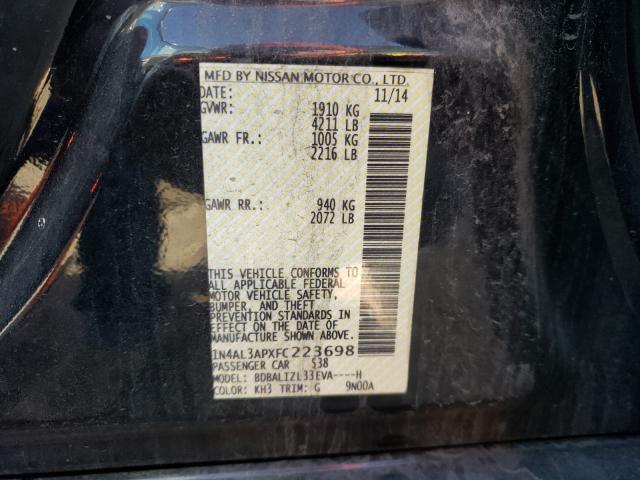 MFD BY NISSAN MOTOR CO., LTD.
DATE: 11/14
GVWR: 1910 KG
4211 LB
GAWR FR.: 1005 KG
2216 LB
GAWR RR.: 940 KG
2072 LB
THIS VEHICLE CONFORMS TO
ALL APPLICABLE FEDERAL
MOTOR VEHICLE SAFETY,
BUMPER, AND THEFT
PREVENTION STANDARDS IN
EFFECT ON THE DATE OF
MANUFACTURE SHOWN ABOVE.
1N4AL3APXFC223698
PASSENGER CAR S38
MODEL: BDBALIZL33EVA----H
COLOR: KH3 TRIM: G 9N00A